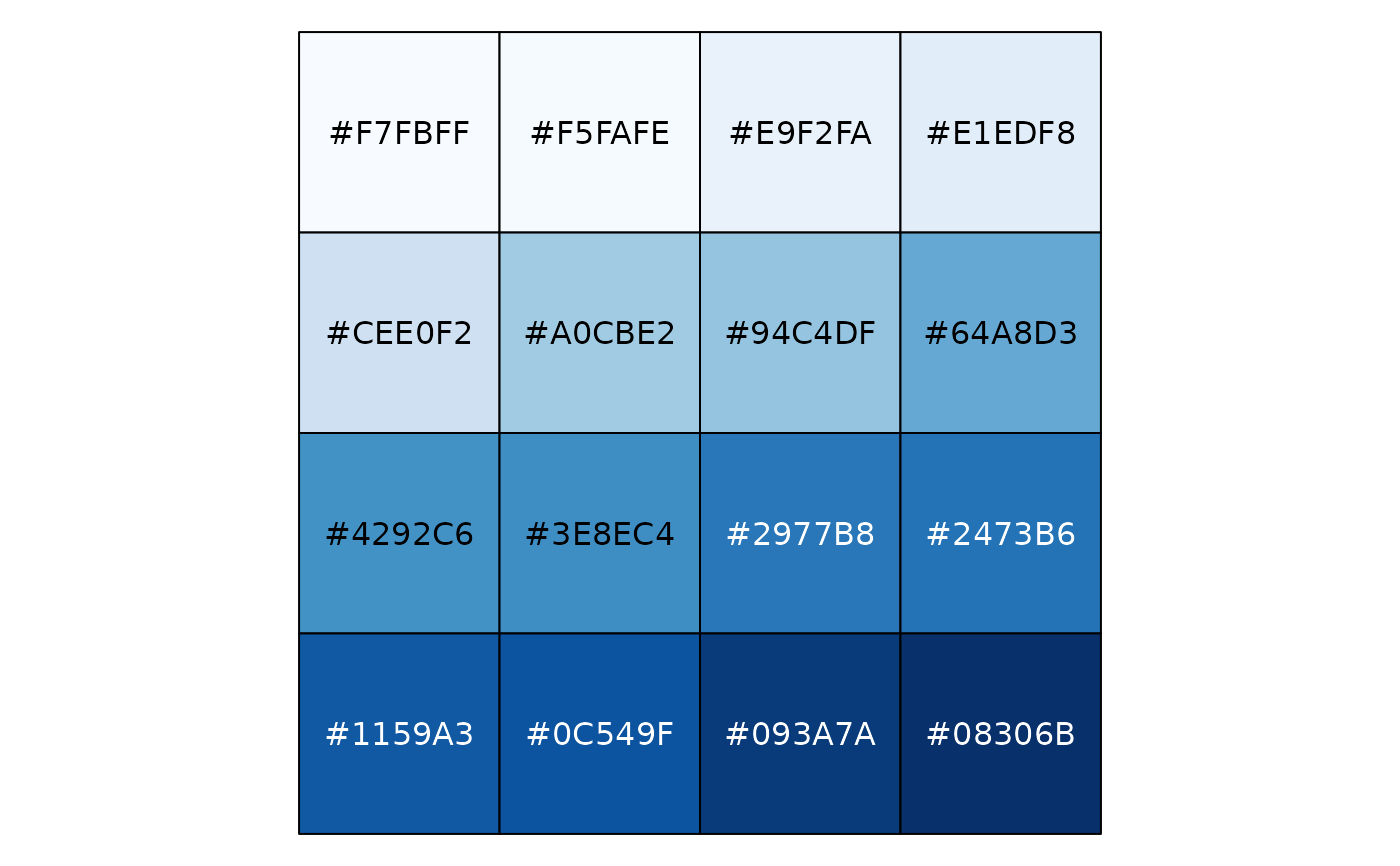 #F7FBFF #F5FAFE #E9F2FA #E1EDF8
#CEE0F2 #A0CBE2 #94C4DF #64A8D3
#4292C6 #3E8EC4 #2977B8 #2473B6
#1159A3 #0C549F #093A7A #08306B